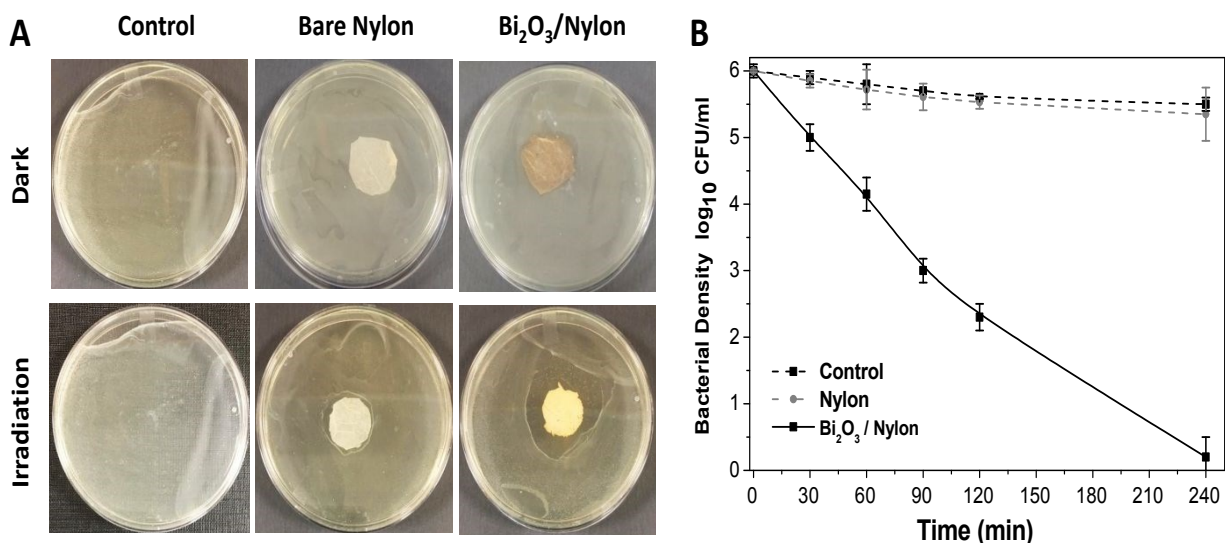 A
Control
Bare Nylon
Bi₂O₃/Nylon
Dark
Irradiation
B
Bacterial Density log₁₀ CFU/ml
6
5
4
3
2
1
0
Control
Nylon
Bi₂O₃ / Nylon
0 30 60 90 120 150 180 210 240
Time (min)